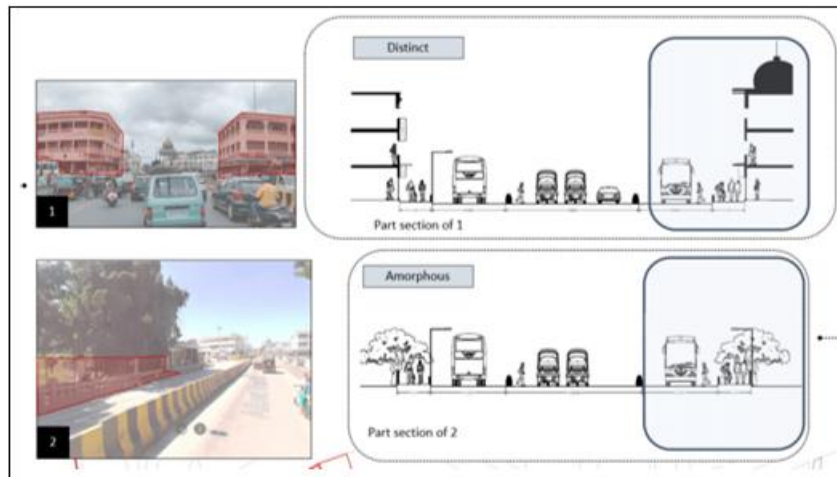 Distinct
1
Part section of 1
Amorphous
2
Part section of 2